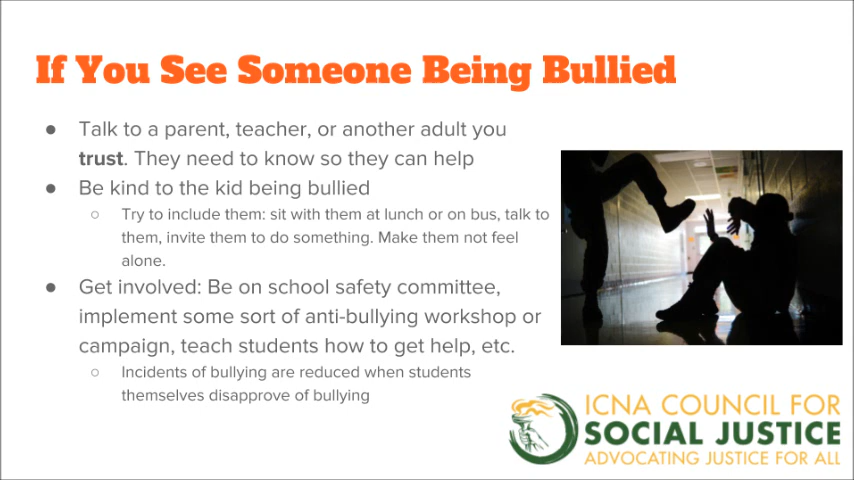 If You See Someone Being Bullied
● Talk to a parent, teacher, or another adult you
trust. They need to know so they can help
● Be kind to the kid being bullied
○ Try to include them: sit with them at lunch or on bus, talk to
them, invite them to do something. Make them not feel
alone.
● Get involved: Be on school safety committee,
implement some sort of anti-bullying workshop or
campaign, teach students how to get help, etc.
○ Incidents of bullying are reduced when students
themselves disapprove of bullying
ICNA COUNCIL FOR
SOCIAL JUSTICE
ADVOCATING JUSTICE FOR ALL